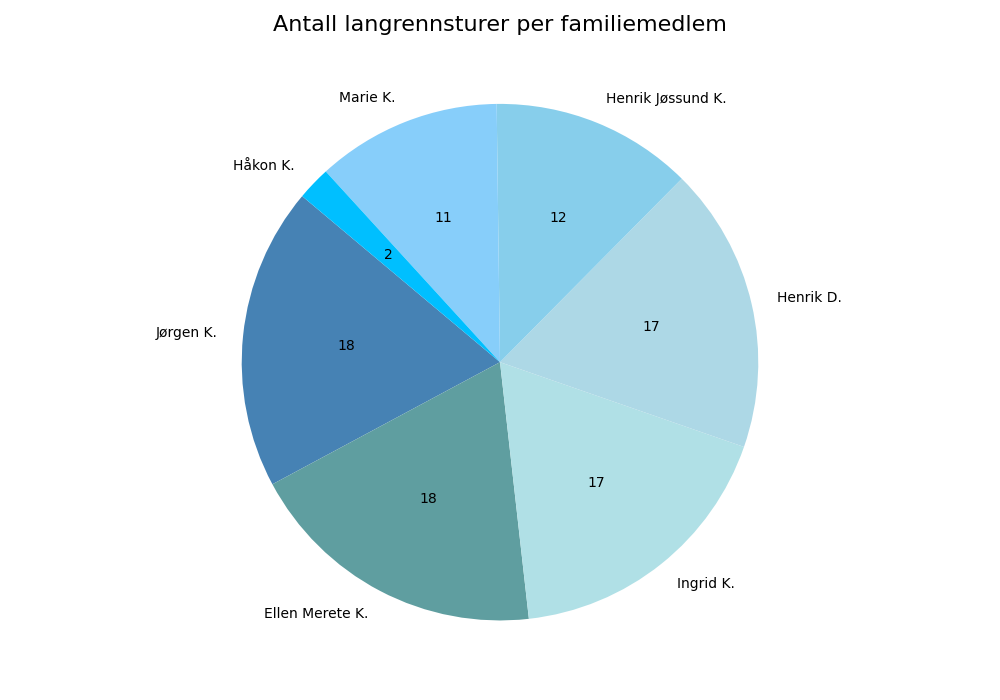 Antall langrennsturer per familiemedlem
Marie K.
Henrik Jøssund K.
Håkon K.
11
12
2
Henrik D.
Jørgen K.
18
17
18
17
Ingrid K.
Ellen Merete K.